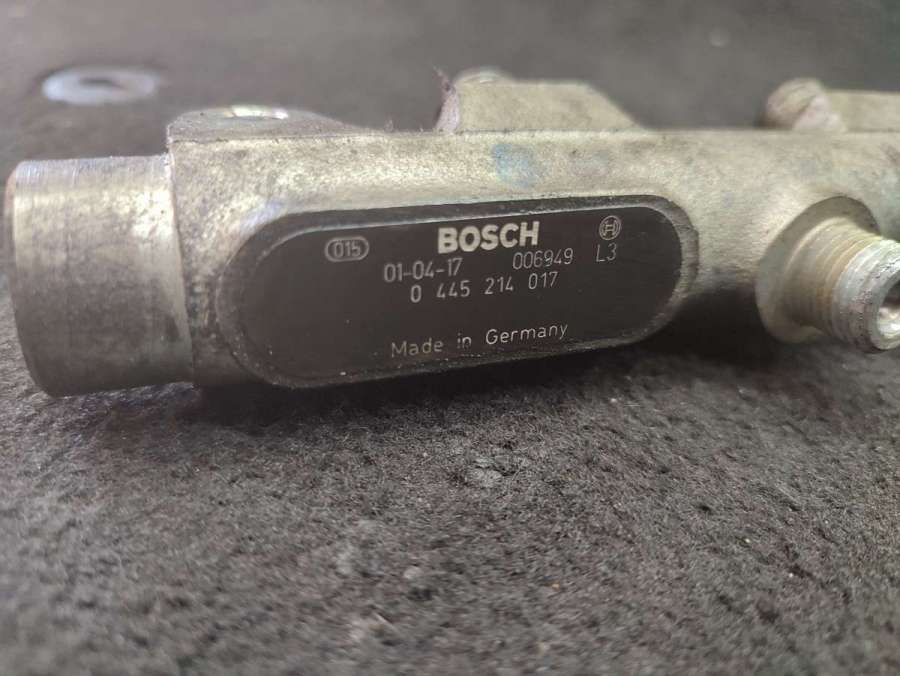 015 BOSCH
01-04-17 006949 L3
0 445 214 017
Made in Germany